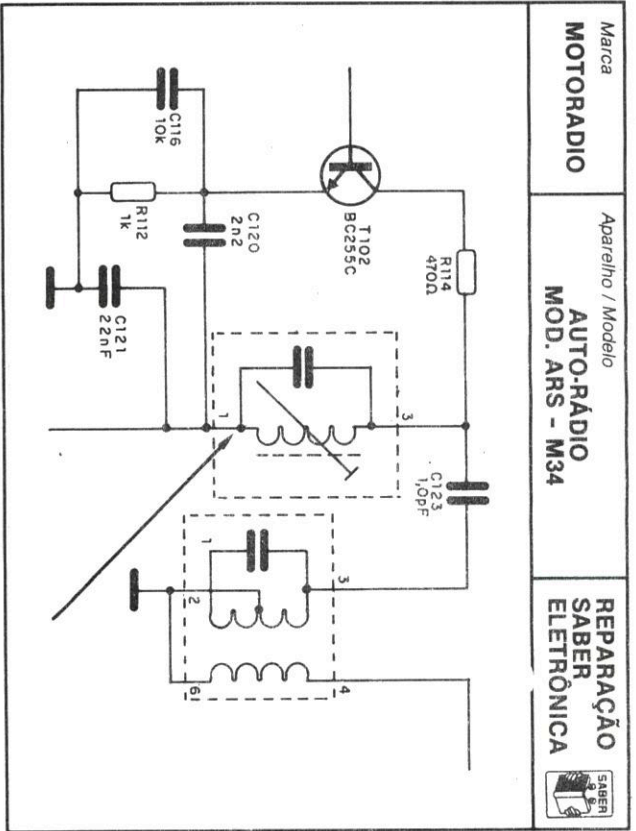 Marca
MOTORADIO
Aparelho / Modelo
AUTO-RÁDIO
MOD. ARS - M34
REPARAÇÃO
SABER
ELETRÔNICA
SABER
C116
10k
R112
1k
C120
2n2
C121
22nF
T102
BC255C
R114
470Ω
1
3
C123
1,0pF
1
2
3
6
4